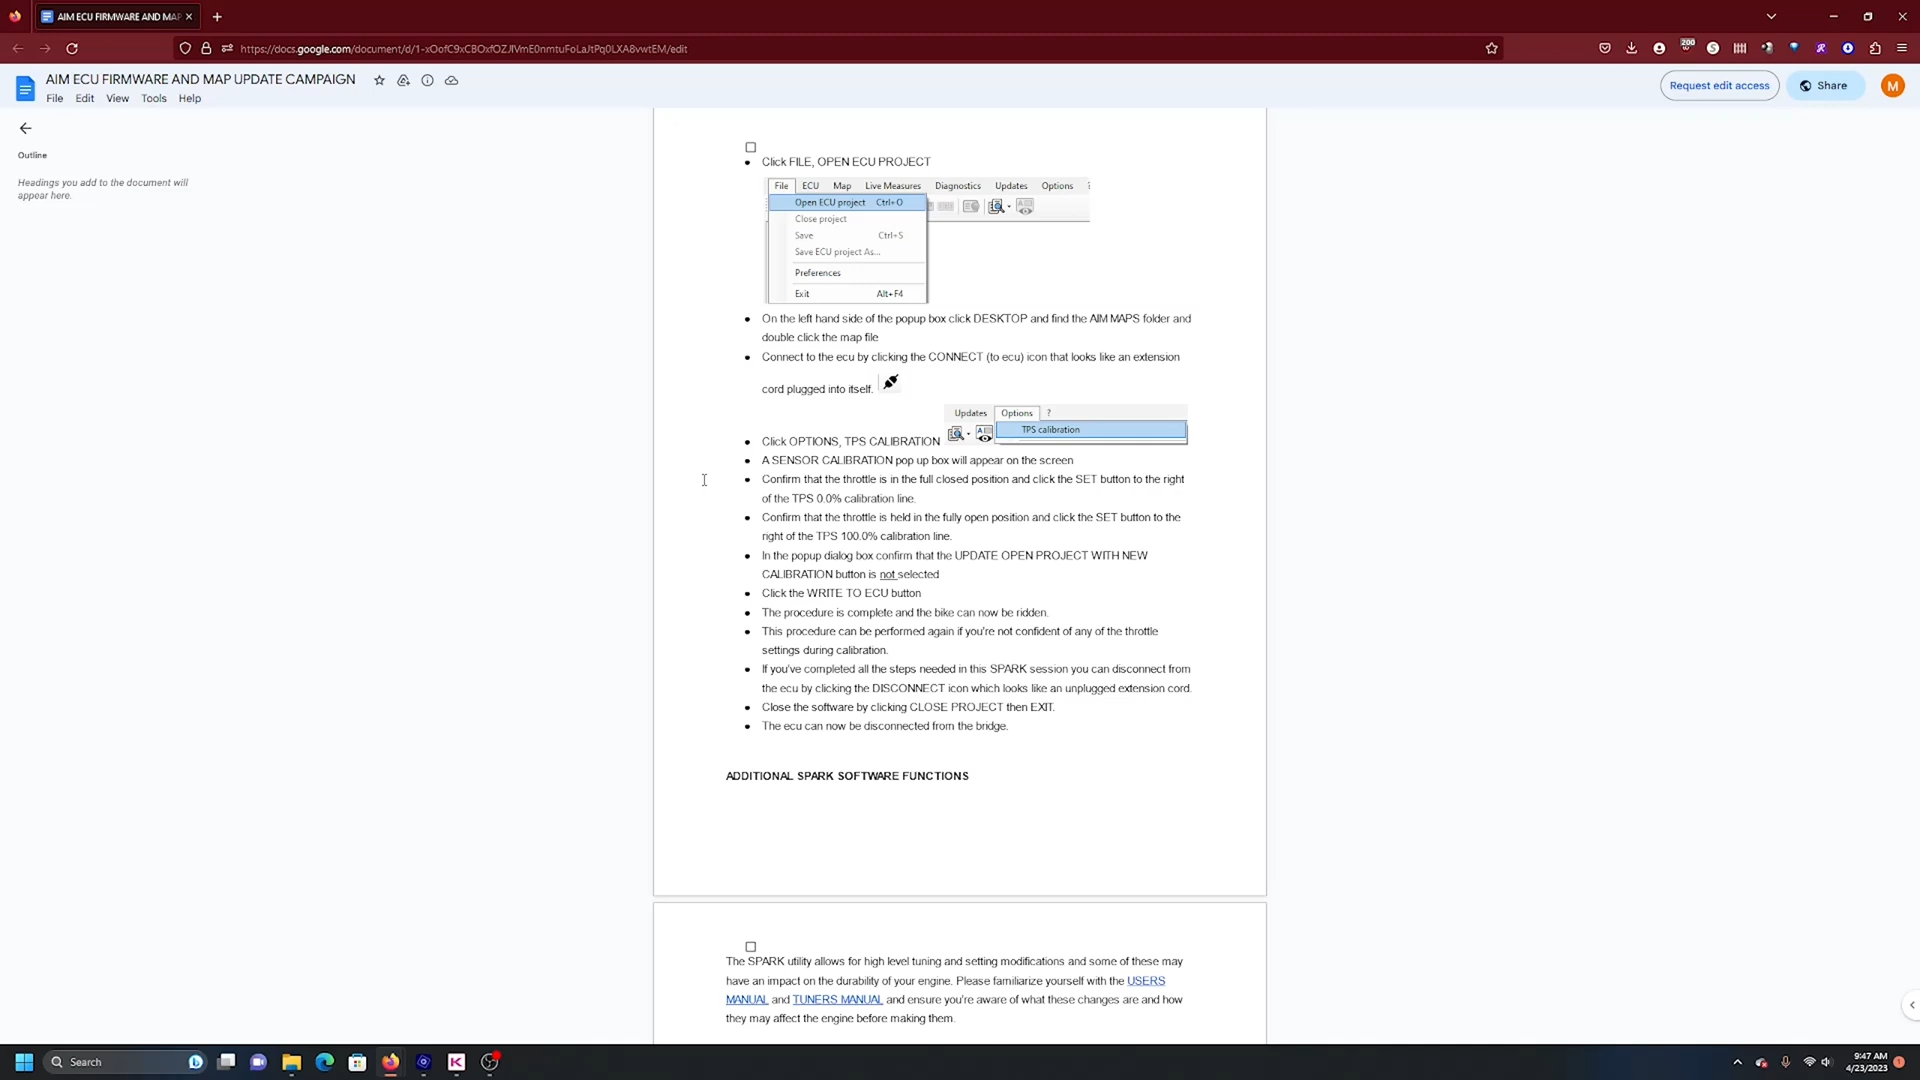 AIM ECU FIRMWARE AND MAP
https://docs.google.com/document/d/1-xOofC9xCBOxfOZJlVmE0nmtuFoLaJtPq0LXA8vwtEM/edit
200
AIM ECU FIRMWARE AND MAP UPDATE CAMPAIGN
File Edit View Tools Help
Request edit access
Share
M
Outline
Headings you add to the document will
appear here.
Click FILE, OPEN ECU PROJECT
File ECU Map Live Measures Diagnostics Updates Options ?
Open ECU project Ctrl+O
Close project
Save Ctrl+S
Save ECU project As...
Preferences
Exit Alt+F4
On the left hand side of the popup box click DESKTOP and find the AIM MAPS folder and
double click the map file
Connect to the ecu by clicking the CONNECT (to ecu) icon that looks like an extension
cord plugged into itself.
Updates Options ?
TPS calibration
Click OPTIONS, TPS CALIBRATION
A SENSOR CALIBRATION pop up box will appear on the screen
Confirm that the throttle is in the full closed position and click the SET button to the right
of the TPS 0.0% calibration line.
Confirm that the throttle is held in the fully open position and click the SET button to the
right of the TPS 100.0% calibration line.
In the popup dialog box confirm that the UPDATE OPEN PROJECT WITH NEW
CALIBRATION button is not selected
Click the WRITE TO ECU button
The procedure is complete and the bike can now be ridden.
This procedure can be performed again if you're not confident of any of the throttle
settings during calibration.
If you've completed all the steps needed in this SPARK session you can disconnect from
the ecu by clicking the DISCONNECT icon which looks like an unplugged extension cord.
Close the software by clicking CLOSE PROJECT then EXIT.
The ecu can now be disconnected from the bridge.
ADDITIONAL SPARK SOFTWARE FUNCTIONS
The SPARK utility allows for high level tuning and setting modifications and some of these may
have an impact on the durability of your engine. Please familiarize yourself with the USERS
MANUAL and TUNERS MANUAL and ensure you're aware of what these changes are and how
they may affect the engine before making them.
Search
9:47 AM
4/23/2023
1